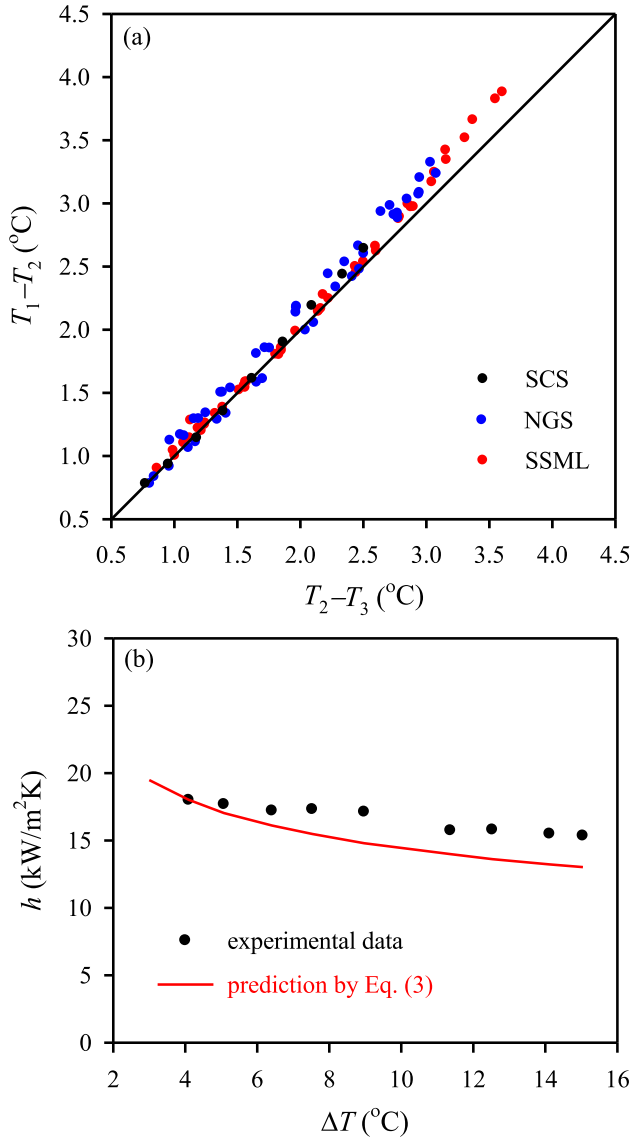 (a)
4.5
4.0
3.5
3.0
2.5
2.0
1.5
1.0
0.5
T₁−T₂ (°C)
SCS
NGS
SSML
0.5 1.0 1.5 2.0 2.5 3.0 3.5 4.0 4.5
T₂−T₃ (°C)
(b)
30
25
20
15
10
5
0
h (kW/m²K)
experimental data
prediction by Eq. (3)
2 4 6 8 10 12 14 16
ΔT (°C)